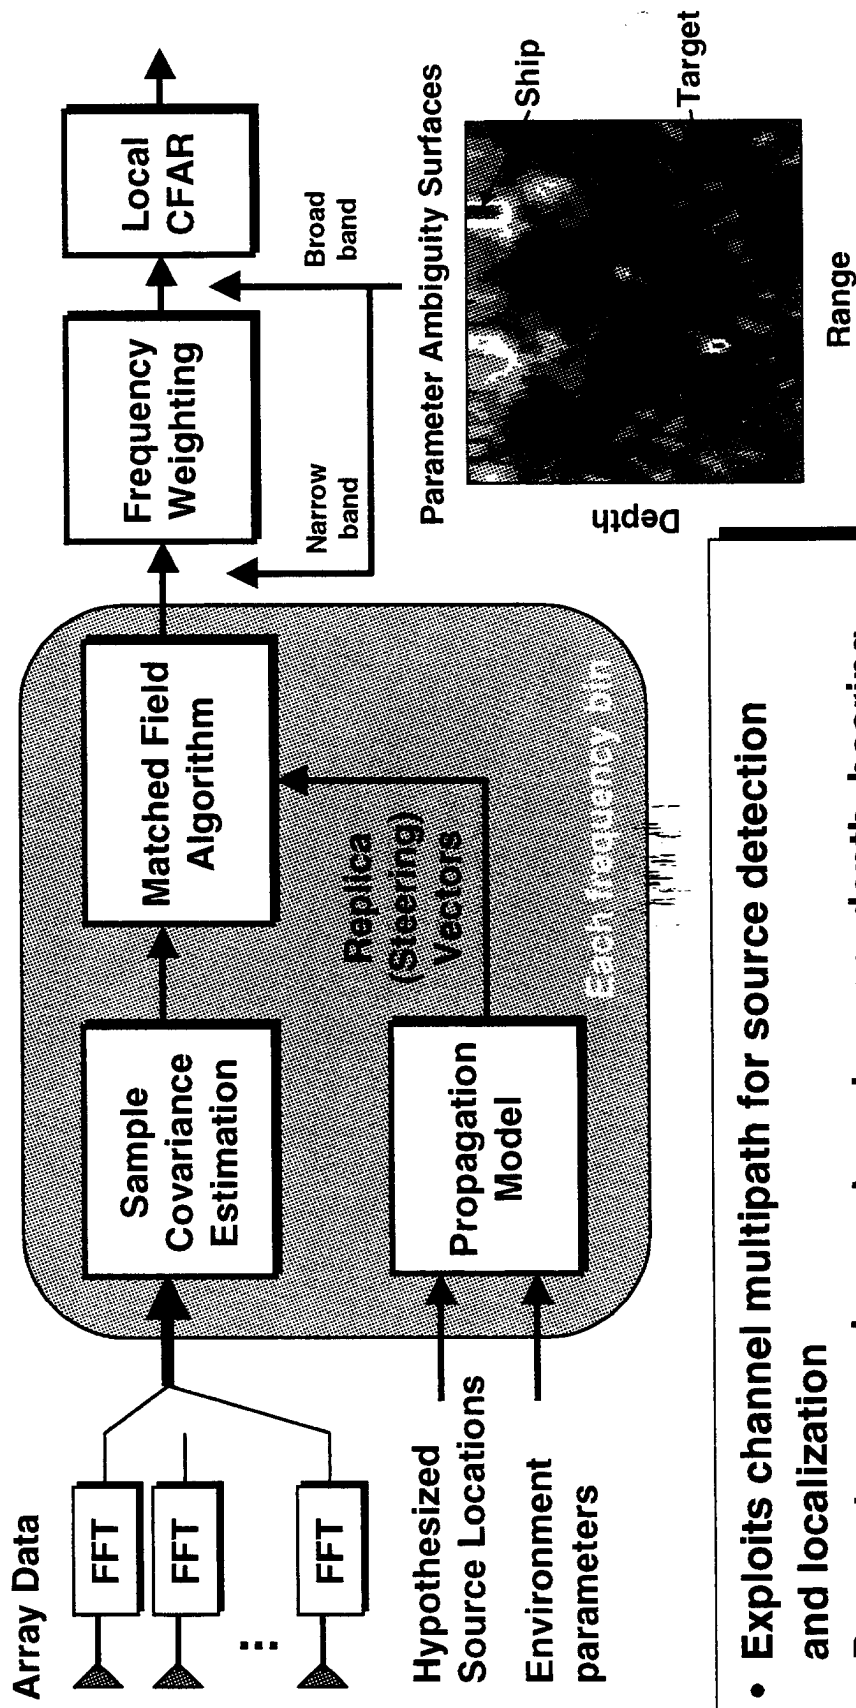 Array Data
FFT
FFT
...
FFT
Hypothesized
Source Locations
Environment
parameters
Sample
Covariance
Estimation
Propagation
Model
Matched Field
Algorithm
Replica
(Steering)
Vectors
Each frequency bin
Frequency
Weighting
Local
CFAR
Narrow
band
Broad
band
Parameter Ambiguity Surfaces
Depth
Range
Ship
Target
• Exploits channel multipath for source detection
and localization